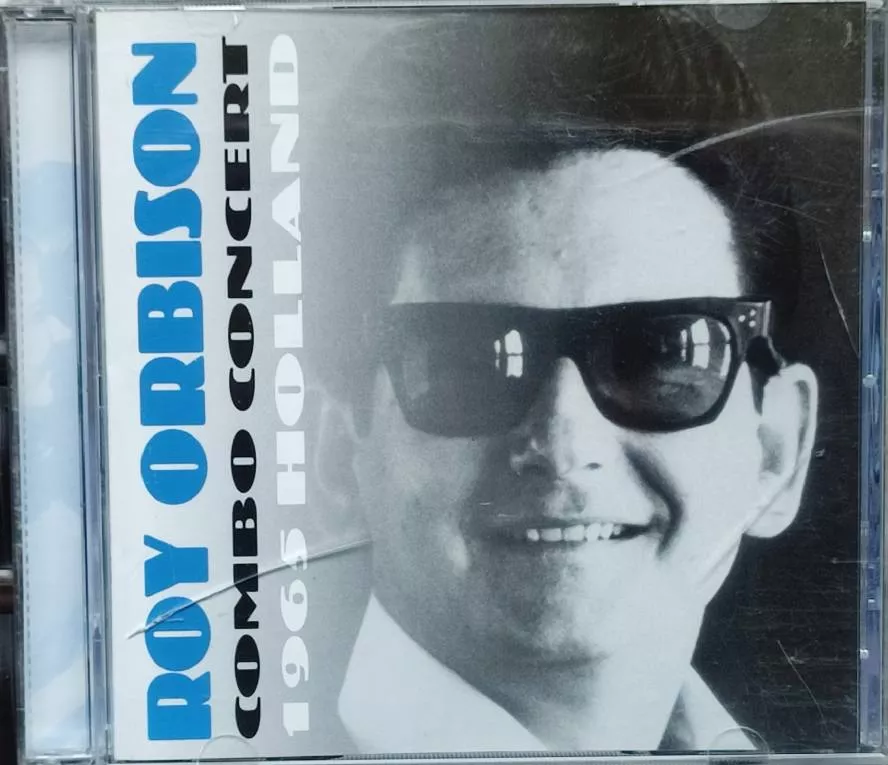 ROY ORBISON
COMBO CONCERT
1965 HOLLAND